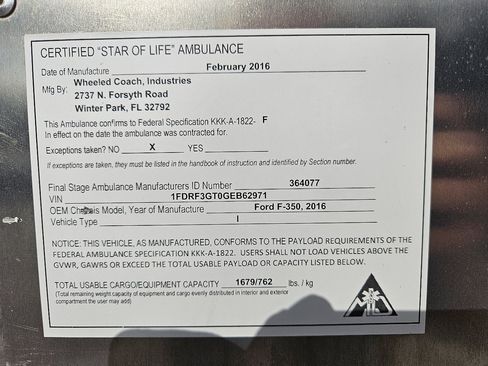 CERTIFIED "STAR OF LIFE" AMBULANCE
Date of Manufacture February 2016
Mfg By: Wheeled Coach, Industries
2737 N. Forsyth Road
Winter Park, FL 32792
This Ambulance confirms to Federal Specification KKK-A-1822- F
In effect on the date the ambulance was contracted for.
Exceptions taken? NO X YES
If exceptions are taken, they must be listed in the handbook of instruction and identified by Section number.
Final Stage Ambulance Manufacturers ID Number 364077
VIN 1FDRF3GT0GEB62971
OEM Chassis Model, Year of Manufacture Ford F-350, 2016
Vehicle Type I
NOTICE: THIS VEHICLE, AS MANUFACTURED, CONFORMS TO THE PAYLOAD REQUIREMENTS OF THE
FEDERAL AMBULANCE SPECIFICATION KKK-A-1822. USERS SHALL NOT LOAD VEHICLES ABOVE THE
GVWR, GAWRS OR EXCEED THE TOTAL USABLE PAYLOAD OR CAPACITY LISTED BELOW.
TOTAL USABLE CARGO/EQUIPMENT CAPACITY 1679/762 lbs. / kg
(Total remaining weight capacity of equipment and cargo evenly distributed in interior and exterior
compartment the user may add)